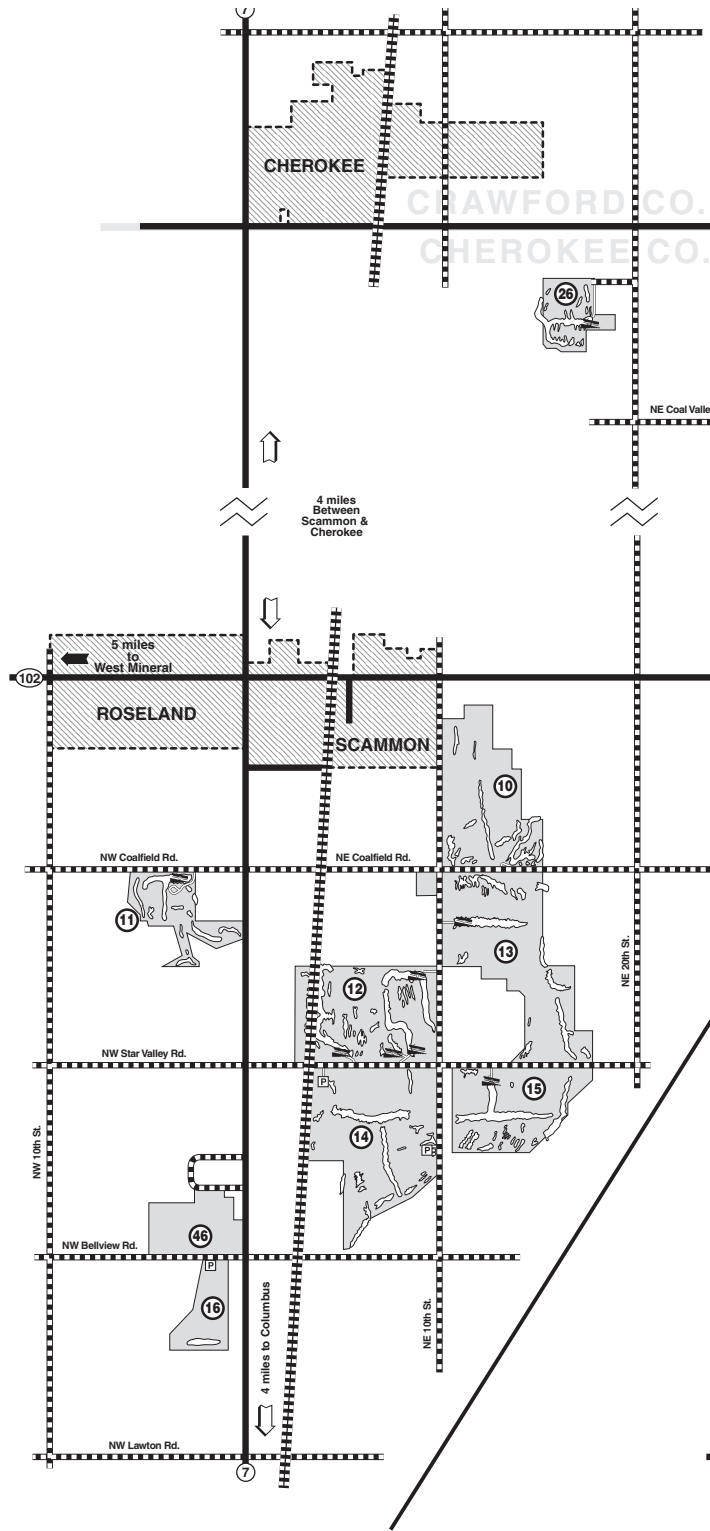 7
CHEROKEE
CRAWFORD CO.
CHEROKEE CO.
26
NE Coal Valle
4 miles
Between
Scammon &
Cherokee
5 miles
to
West Mineral
102
ROSELAND
SCAMMON
10
NW Coalfield Rd.
NE Coalfield Rd.
11
13
12
NE 20th St.
NW Star Valley Rd.
P
15
14
P
NW 10th St.
46
NW Bellview Rd.
P
16
4 miles to Columbus
NE 10th St.
NW Lawton Rd.
7